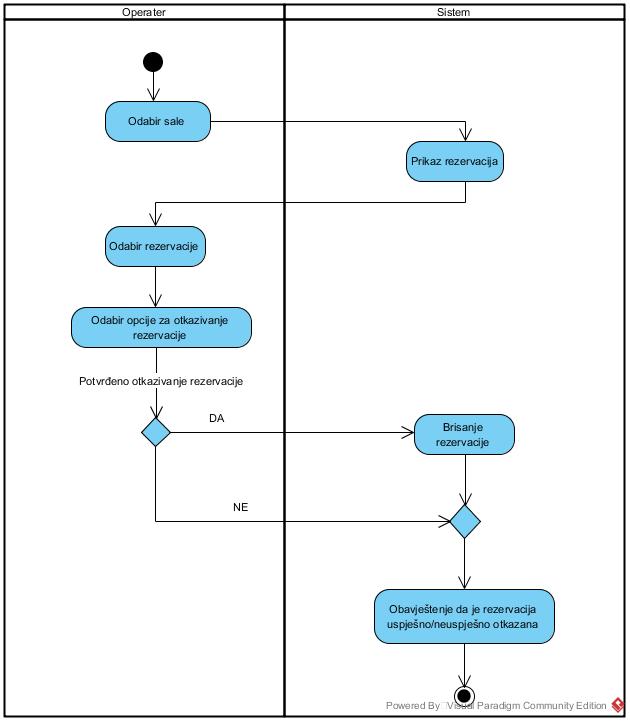 Operater
Sistem
Odabir sale
Prikaz rezervacija
Odabir rezervacije
Odabir opcije za otkazivanje
rezervacije
Potvrđeno otkazivanje rezervacije
DA
Brisanje
rezervacije
NE
Obavještenje da je rezervacija
uspješno/neuspješno otkazana
Powered By Visual Paradigm Community Edition